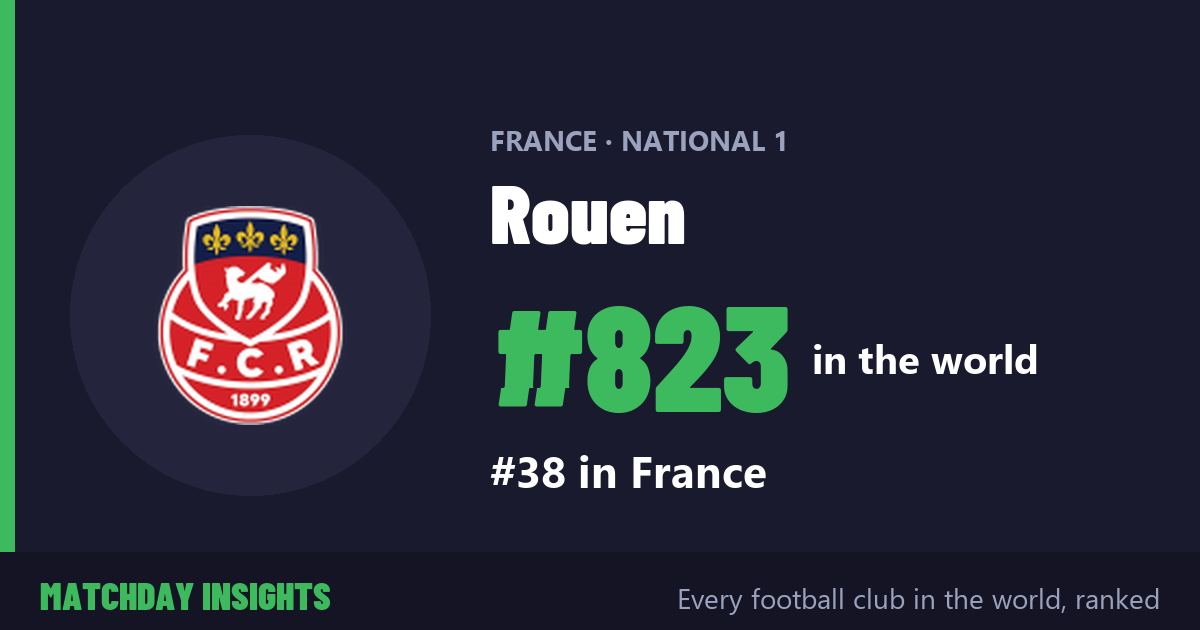 FRANCE · NATIONAL 1
Rouen
#823 in the world
#38 in France
F.C.R
1899
MATCHDAY INSIGHTS
Every football club in the world, ranked